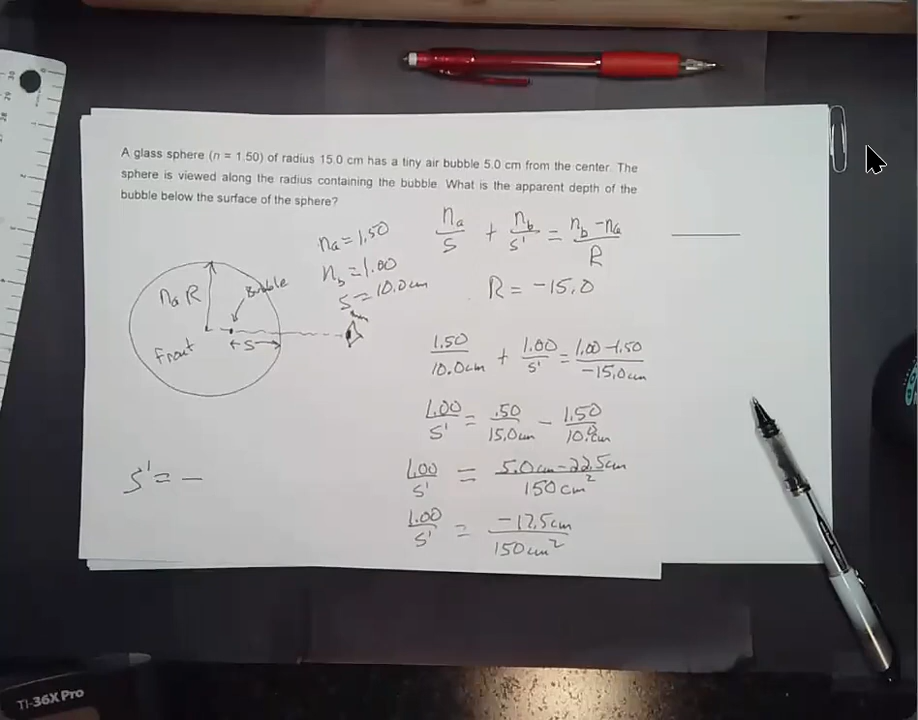 A glass sphere (n = 1.50) of radius 15.0 cm has a tiny air bubble 5.0 cm from the center. The
sphere is viewed along the radius containing the bubble. What is the apparent depth of the
bubble below the surface of the sphere?
na = 1.50
nb = 1.00
s = 10.0cm
na/s + nb/s' = nb - na/R
R = -15.0
na R
Bubble
Front
←s→
1.50/10.0cm + 1.00/s' = 1.00-1.50/-15.0cm
1.00/s' = .50/15.0cm - 1.50/10.0cm
1.00/s' = 5.0cm-22.5cm/150cm²
s' = -
1.00/s' = -17.5cm/150cm²
TI-36X Pro